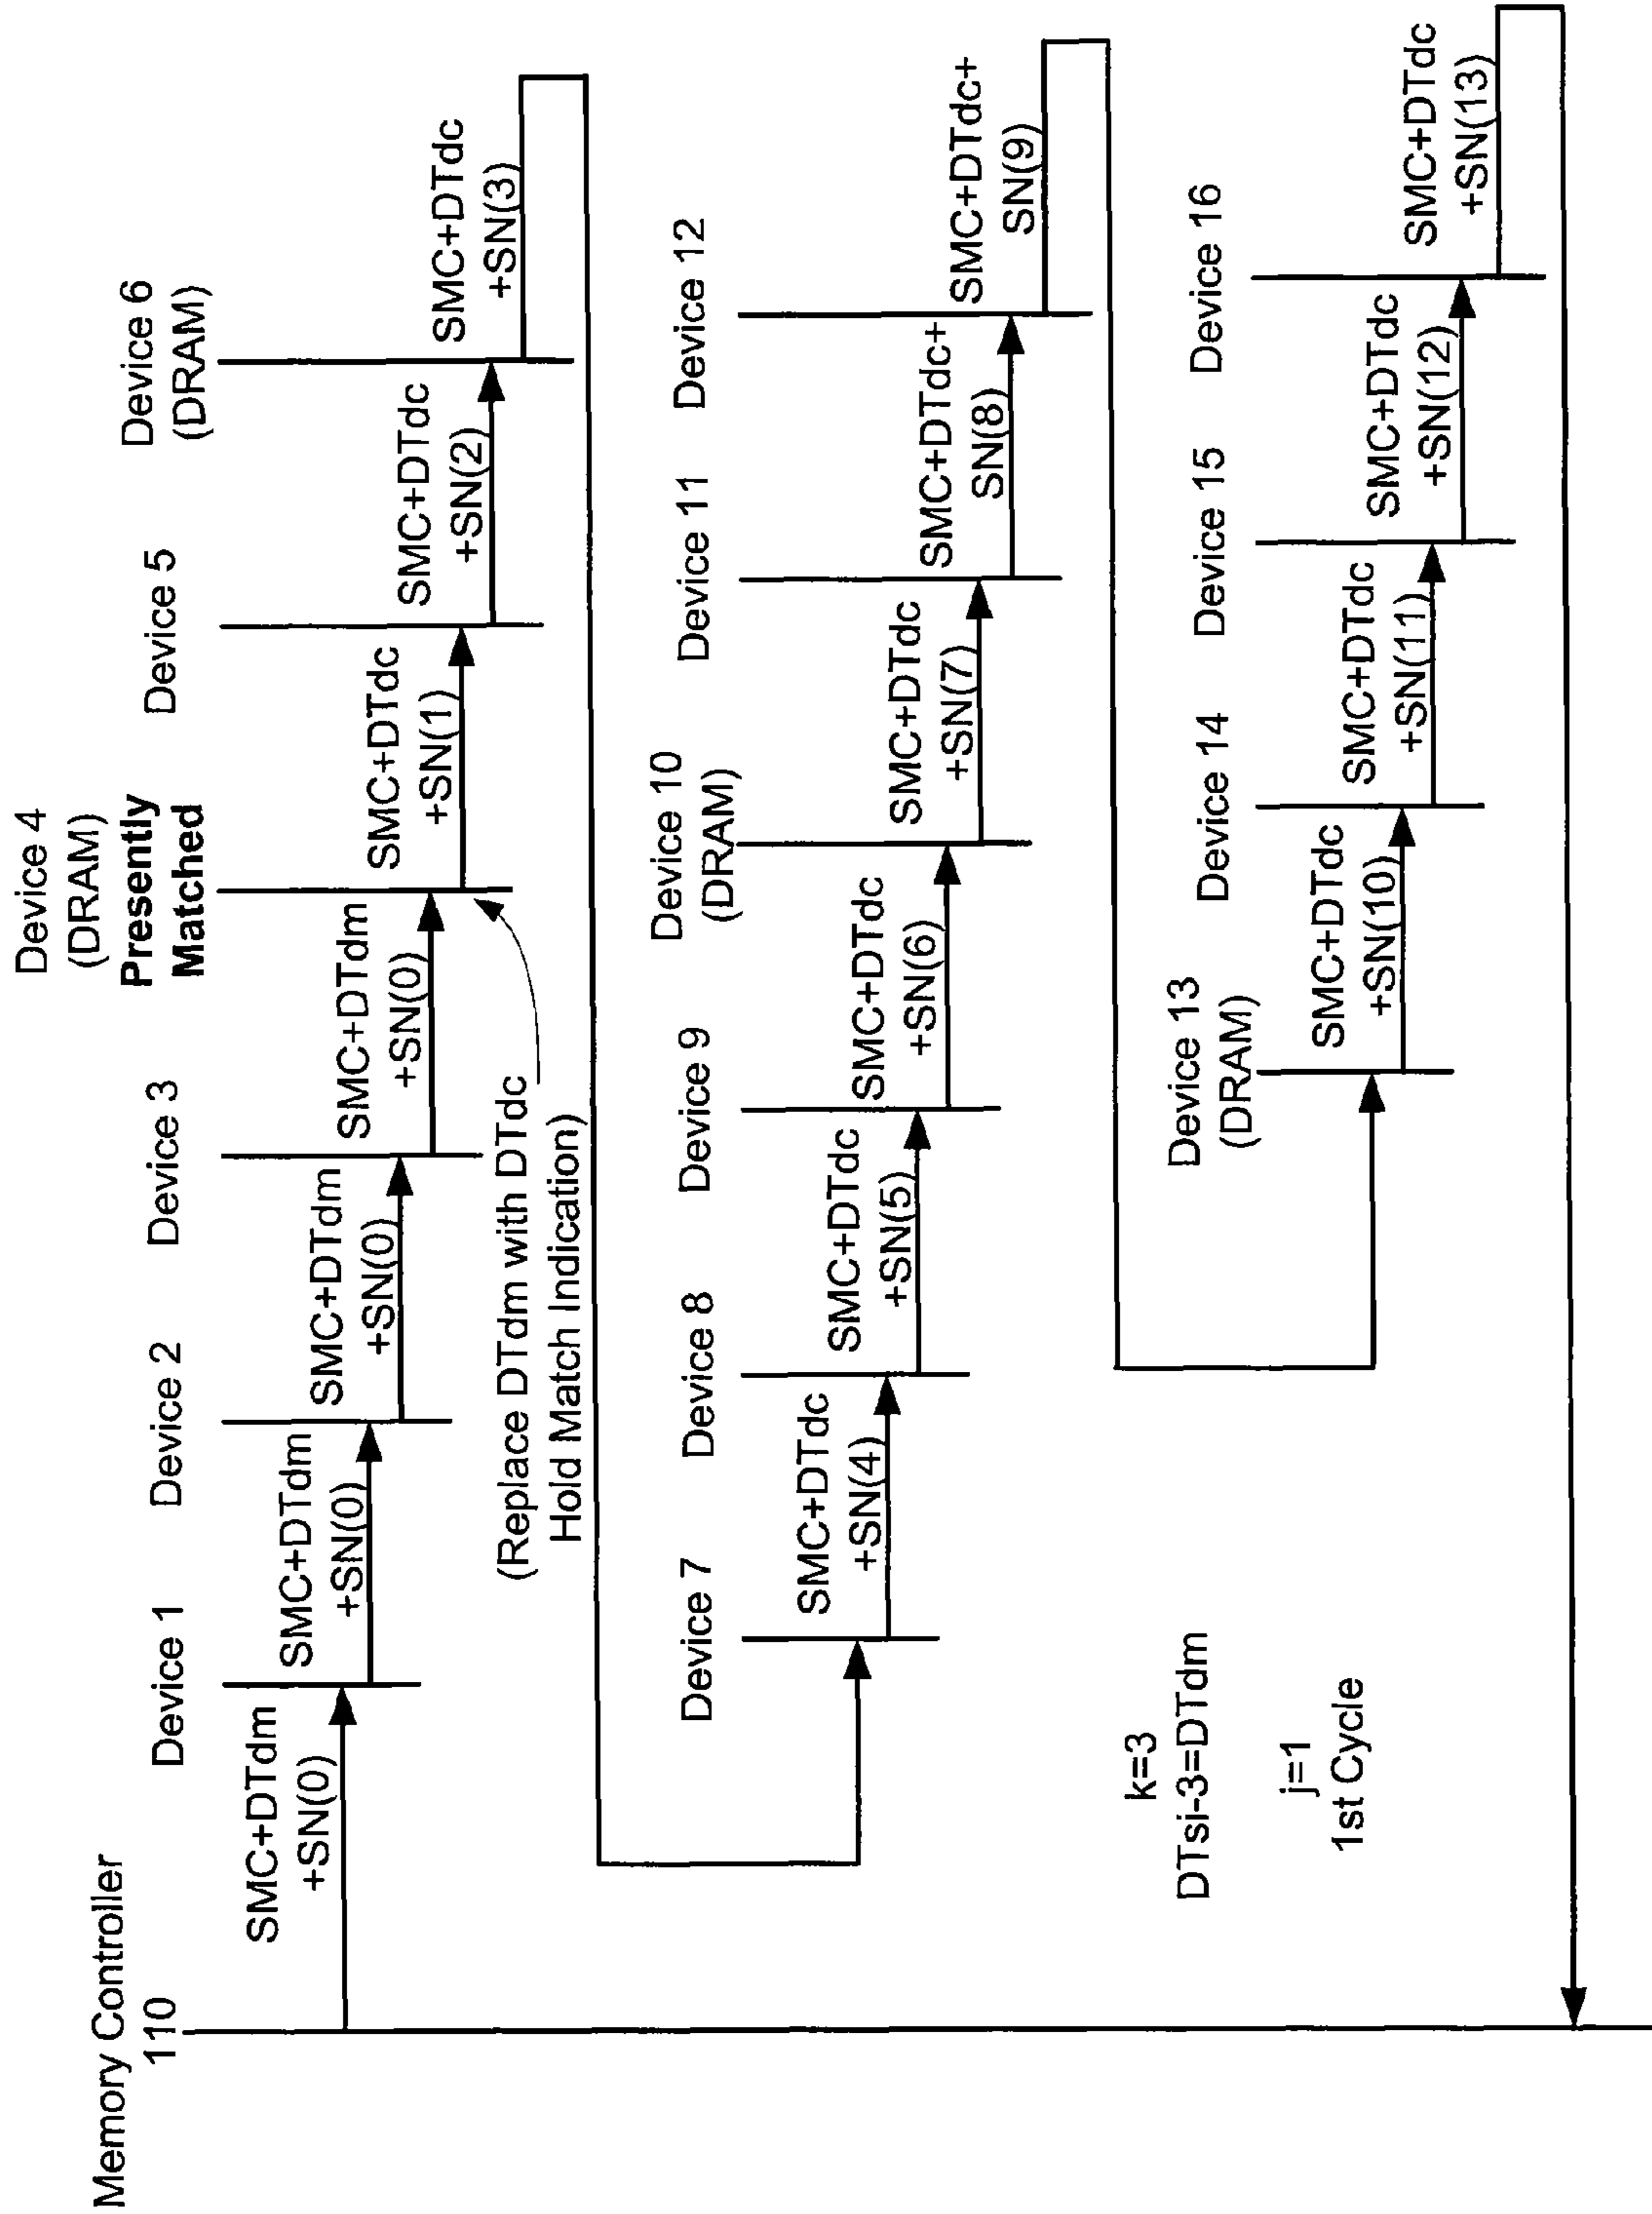 Memory Controller
110
SMC+DTdm
+SN(0)
Device 1
SMC+DTdm
+SN(0)
Device 2
SMC+DTdm
+SN(0)
Device 3
SMC+DTdm
+SN(0)
Device 4
(DRAM)
Presently
Matched
SMC+DTdc
+SN(1)
Device 5
SMC+DTdc
+SN(2)
Device 6
(DRAM)
SMC+DTdc
+SN(3)
(Replace DTdm with DTdc
Hold Match Indication)
Device 7
SMC+DTdc
+SN(4)
Device 8
SMC+DTdc
+SN(5)
Device 9
SMC+DTdc
+SN(6)
Device 10
(DRAM)
SMC+DTdc
+SN(7)
Device 11
SMC+DTdc+
SN(8)
Device 12
SMC+DTdc+
SN(9)
Device 13
(DRAM)
SMC+DTdc
+SN(10)
Device 14
SMC+DTdc
+SN(11)
Device 15
SMC+DTdc
+SN(12)
Device 16
SMC+DTdc
+SN(13)
k=3
DTsi-3=DTdm
j=1
1st Cycle